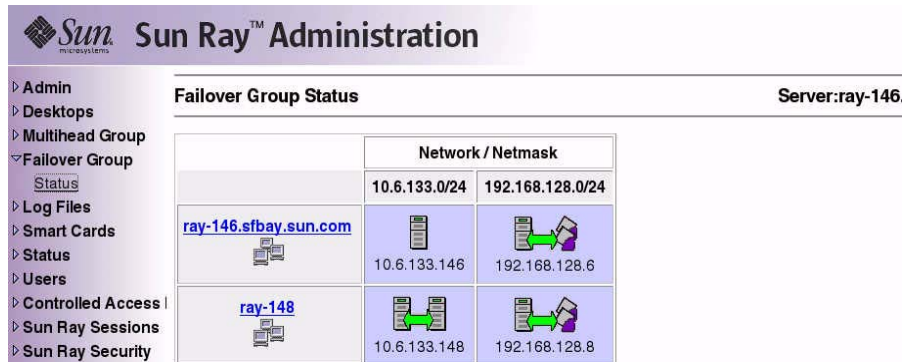 Sun microsystems Sun Ray™ Administration
Admin
Desktops
Multihead Group
Failover Group
Status
Log Files
Smart Cards
Status
Users
Controlled Access
Sun Ray Sessions
Sun Ray Security
Failover Group Status Server:ray-146.
Network / Netmask
10.6.133.0/24 192.168.128.0/24
ray-146.sfbay.sun.com
10.6.133.146 192.168.128.6
ray-148
10.6.133.148 192.168.128.8